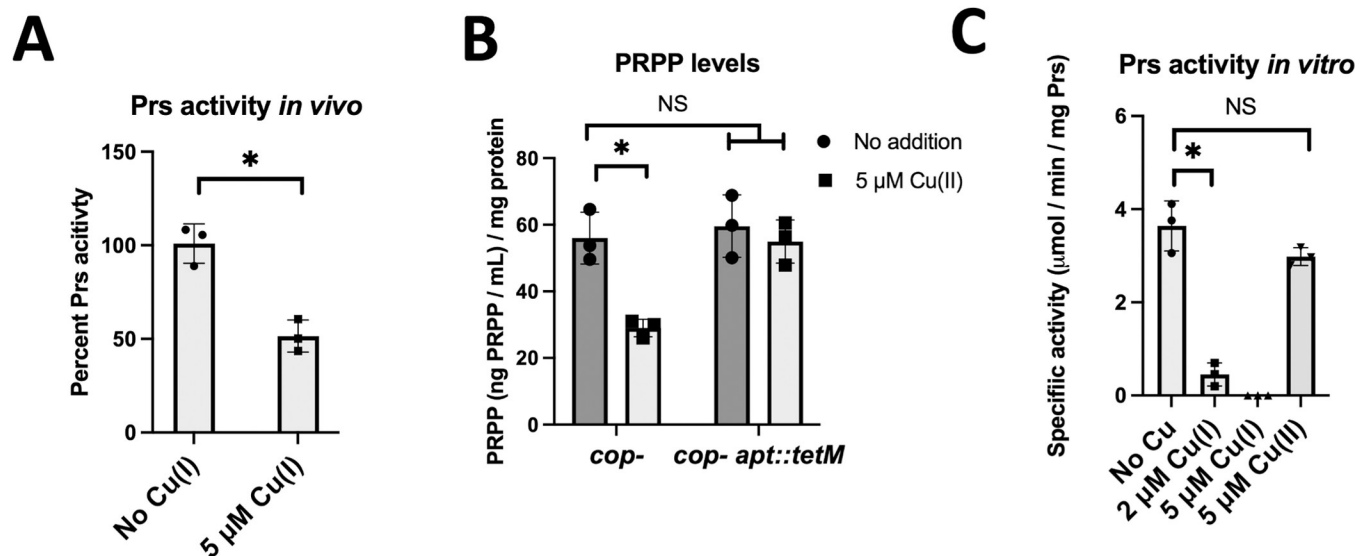 A
Prs activity in vivo
*
Percent Prs acitivty
150
100
50
0
No Cu(I)
5 µM Cu(I)
B
PRPP levels
NS
*
No addition
5 µM Cu(II)
PRPP (ng PRPP / mL) / mg protein
80
60
40
20
0
cop-
cop- apt::tetM
C
Prs activity in vitro
NS
*
Specifiic activity (µmol / min / mg Prs)
6
4
2
0
No Cu
2 µM Cu(I)
5 µM Cu(I)
5 µM Cu(II)